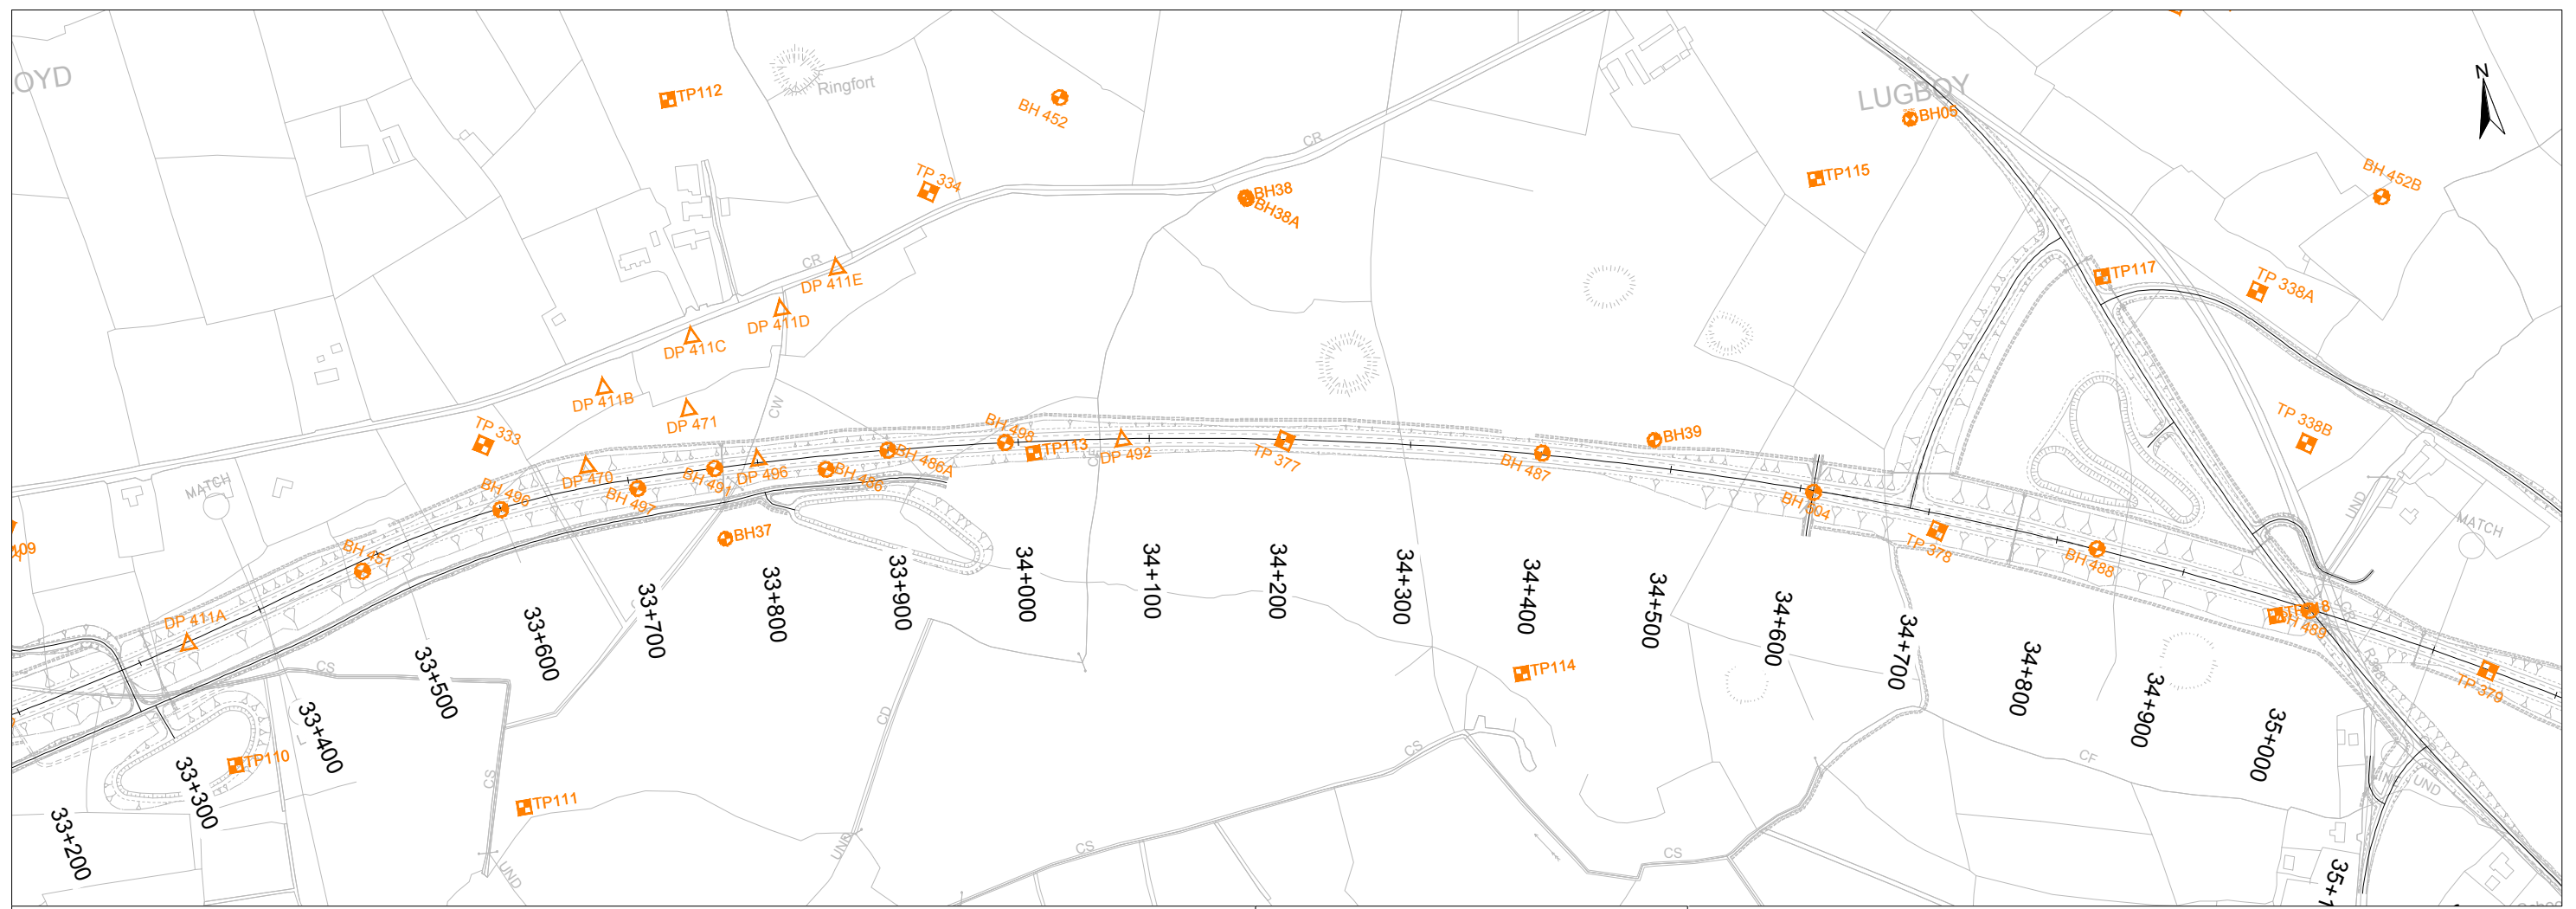 OYD
TP112
Ringfort
BH 452
CR
LUGBOY
BH05
N
TP 334
BH38
BH38A
TP115
BH 452B
CR
DP 411E
DP 411D
DP 411C
TP117
TP 338A
DP 411B
DP 471
CW
TP 333
TP 338B
MATCH
DP 470
BH 496
BH 497
BH 491
DP 496
BH 486
BH 486A
BH 498
TP113
DP 492
TP 377
BH 487
BH39
BH 504
TP 378
BH 488
UND
MATCH
109
BH 451
BH37
DP 411A
TP118
BH 489
TP 379
CS
TP110
TP111
CS
CD
UND
CS
TP114
CS
CS
CF
UND
33+200
33+300
33+400
33+500
33+600
33+700
33+800
33+900
34+000
34+100
34+200
34+300
34+400
34+500
34+600
34+700
34+800
34+900
35+000
35+1